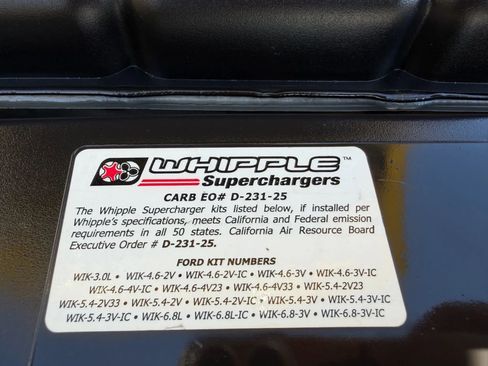 WHIPPLE™
Superchargers
CARB EO# D-231-25
The Whipple Supercharger kits listed below, if installed per
Whipple's specifications, meets California and Federal emission
requirements in all 50 states. California Air Resource Board
Executive Order # D-231-25.
FORD KIT NUMBERS
WIK-3.0L • WIK-4.6-2V • WIK-4.6-2V-IC • WIK-4.6-3V • WIK-4.6-3V-IC
WIK-4.6-4V-IC • WIK-4.6-4V23 • WIK-4.6-4V33 • WIK-5.4-2V23
WIK-5.4-2V33 • WIK-5.4-2V • WIK-5.4-2V-IC • WIK-5.4-3V • WIK-5.4-3V-IC
WIK-5.4-3V-IC • WIK-6.8L • WIK-6.8L-IC • WIK-6.8-3V • WIK-6.8-3V-IC